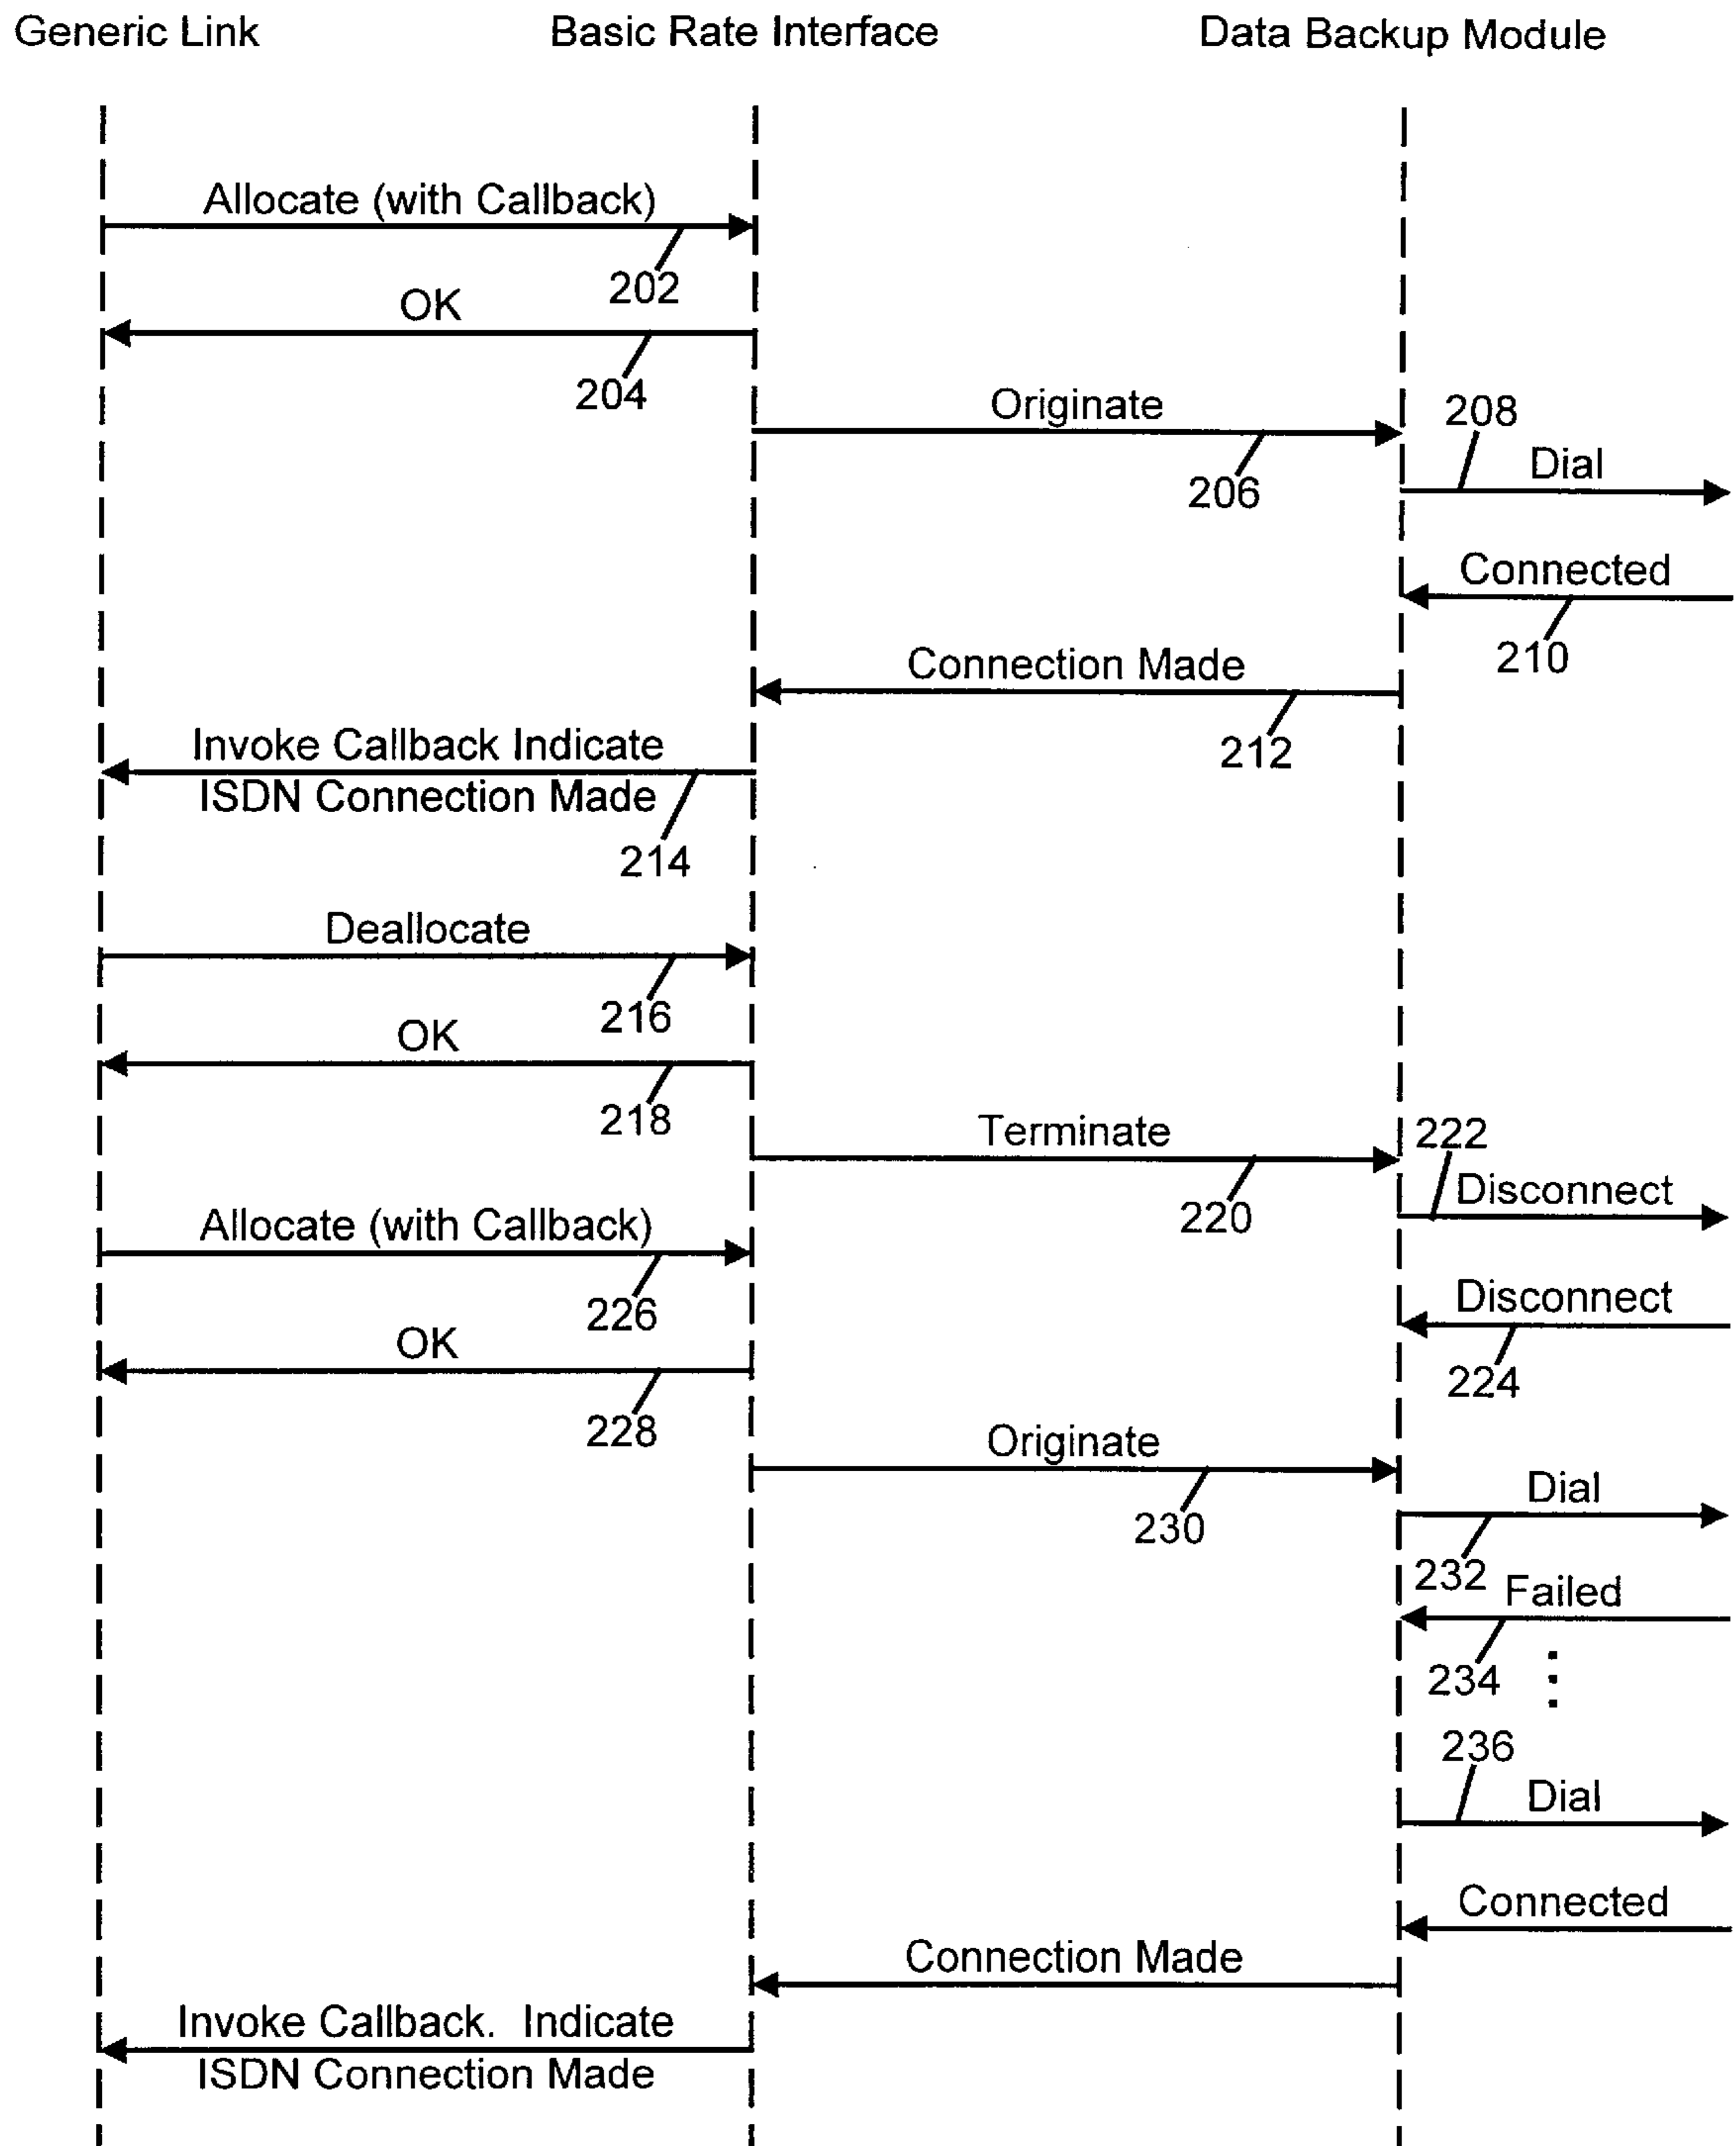 Generic Link
Basic Rate Interface
Data Backup Module
Allocate (with Callback)
202
OK
204
Originate
206
208
Dial
Connected
210
Connection Made
212
Invoke Callback Indicate
ISDN Connection Made
214
Deallocate
216
OK
218
Terminate
220
222
Disconnect
Allocate (with Callback)
226
Disconnect
224
OK
228
Originate
230
Dial
232
Failed
234
236
Dial
Connected
Connection Made
Invoke Callback. Indicate
ISDN Connection Made